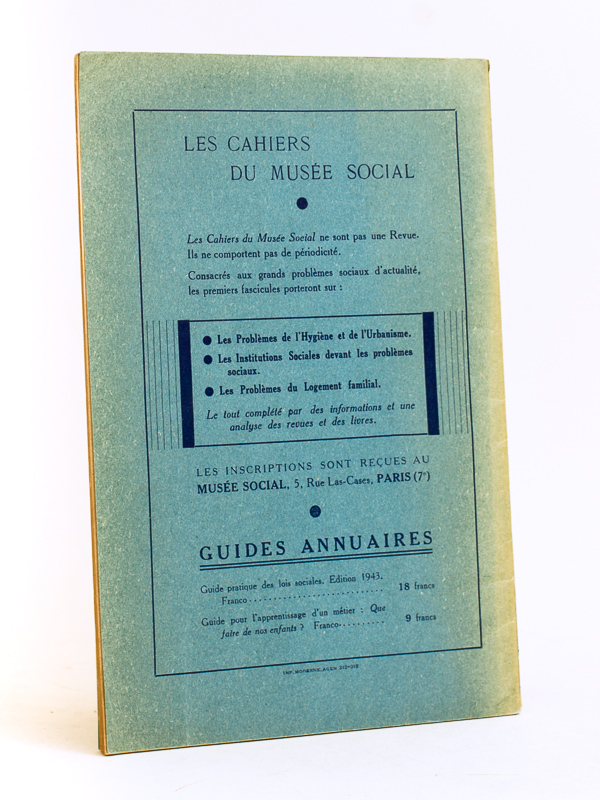 LES CAHIERS
DU MUSÉE SOCIAL
Les Cahiers du Musée Social ne sont pas une Revue.
Ils ne comportent pas de périodicité.
Consacrés aux grands problèmes sociaux d'actualité,
les premiers fascicules porteront sur :
● Les Problèmes de l'Hygiène et de l'Urbanisme.
● Les Institutions Sociales devant les problèmes
sociaux.
● Les Problèmes du Logement familial.
Le tout complété par des informations et une
analyse des revues et des livres.
LES INSCRIPTIONS SONT REÇUES AU
MUSÉE SOCIAL, 5, Rue Las-Cases, PARIS (7e)
GUIDES ANNUAIRES
Guide pratique des lois sociales. Edition 1943,
Franco .......................... 18 francs
Guide pour l'apprentissage d'un métier : Que
faire de nos enfants ? Franco.......... 9 francs
IMP. MODERNE, AGEN